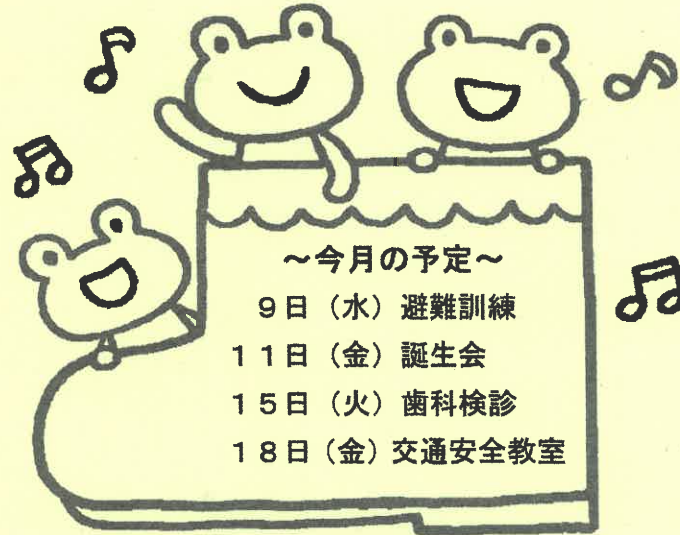 ～今月の予定～
９日（水）避難訓練
１１日（金）誕生会
１５日（火）歯科検診
１８日（金）交通安全教室